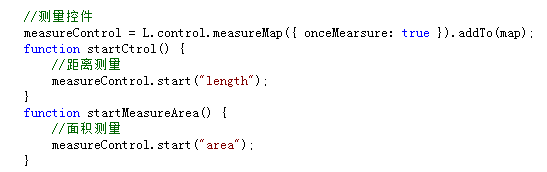 //测量控件
measureControl = L.control.measureMap({ onceMearsure: true }).addTo(map);
function startCtrol() {
//距离测量
measureControl.start("length");
}
function startMeasureArea() {
//面积测量
measureControl.start("area");
}